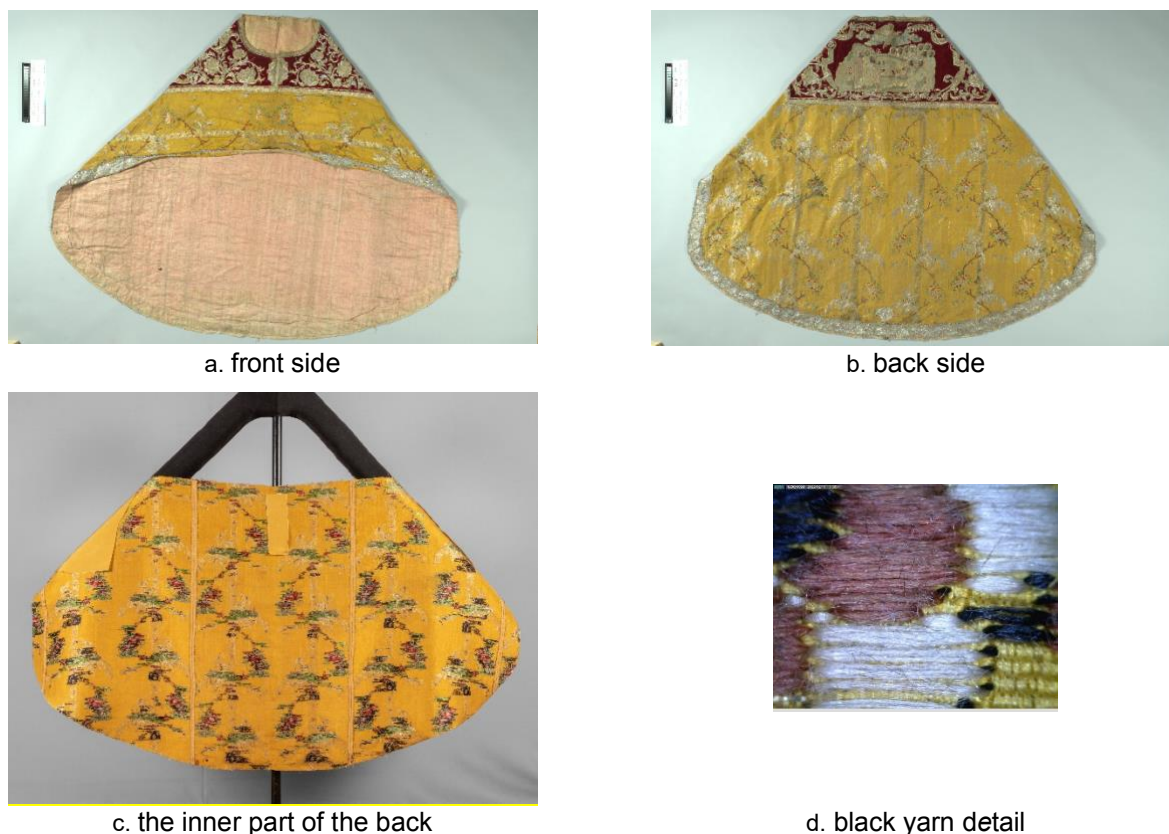 a. front side
b. back side
c. the inner part of the back
d. black yarn detail